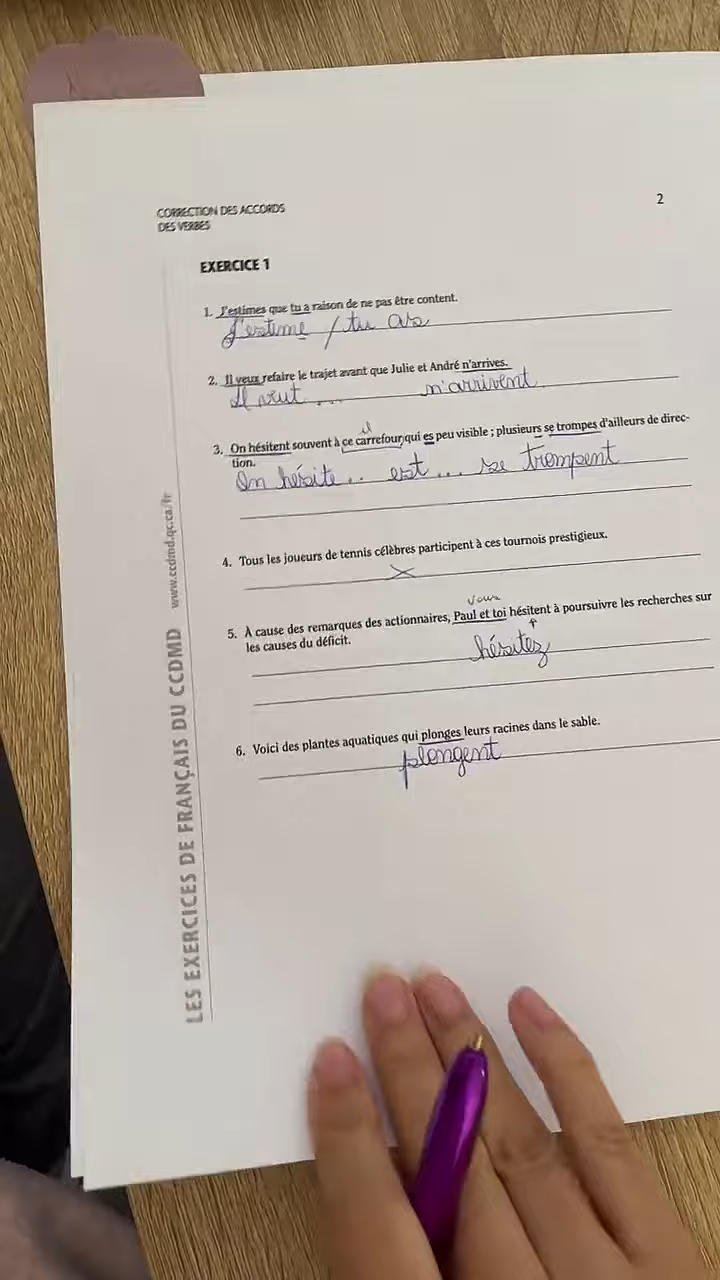 CORRECTION DES ACCORDS
DES VERBES
2
EXERCICE 1
1. J'estimes que tu a raison de ne pas être content.
J'estime / tu as
2. Il veux refaire le trajet avant que Julie et André n'arrives.
Il veut ... n'arrivent
il
3. On hésitent souvent à ce carrefour qui es peu visible ; plusieurs se trompes d'ailleurs de direc-
tion.
On hésite .. est ... se trompent
4. Tous les joueurs de tennis célèbres participent à ces tournois prestigieux.
vous
5. À cause des remarques des actionnaires, Paul et toi hésitent à poursuivre les recherches sur
les causes du déficit.
hésitez
6. Voici des plantes aquatiques qui plonges leurs racines dans le sable.
plongent
LES EXERCICES DE FRANÇAIS DU CCDMD www.ccdmd.qc.ca/fr